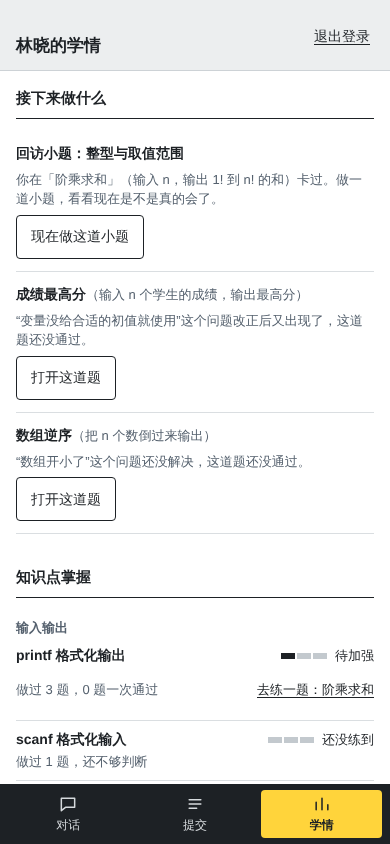 林晓的学情
退出登录
接下来做什么
回访小题：整型与取值范围
你在「阶乘求和」（输入 n，输出 1! 到 n! 的和）卡过。做一
道小题，看看现在是不是真的会了。
现在做这道小题
成绩最高分（输入 n 个学生的成绩，输出最高分）
“变量没给合适的初值就使用”这个问题改正后又出现了，这道
题还没通过。
打开这道题
数组逆序（把 n 个数倒过来输出）
“数组开小了”这个问题还没解决，这道题还没通过。
打开这道题
知识点掌握
输入输出
printf 格式化输出 待加强
做过 3 题，0 题一次通过 去练一题：阶乘求和
scanf 格式化输入 还没练到
做过 1 题，还不够判断
对话 提交 学情